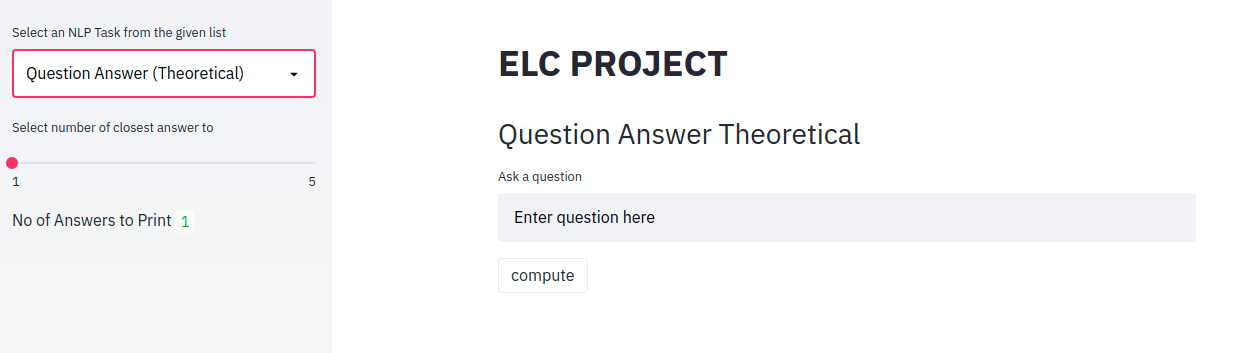 Select an NLP Task from the given list
Question Answer (Theoretical)
Select number of closest answer to
1 5
No of Answers to Print 1
ELC PROJECT
Question Answer Theoretical
Ask a question
Enter question here
compute